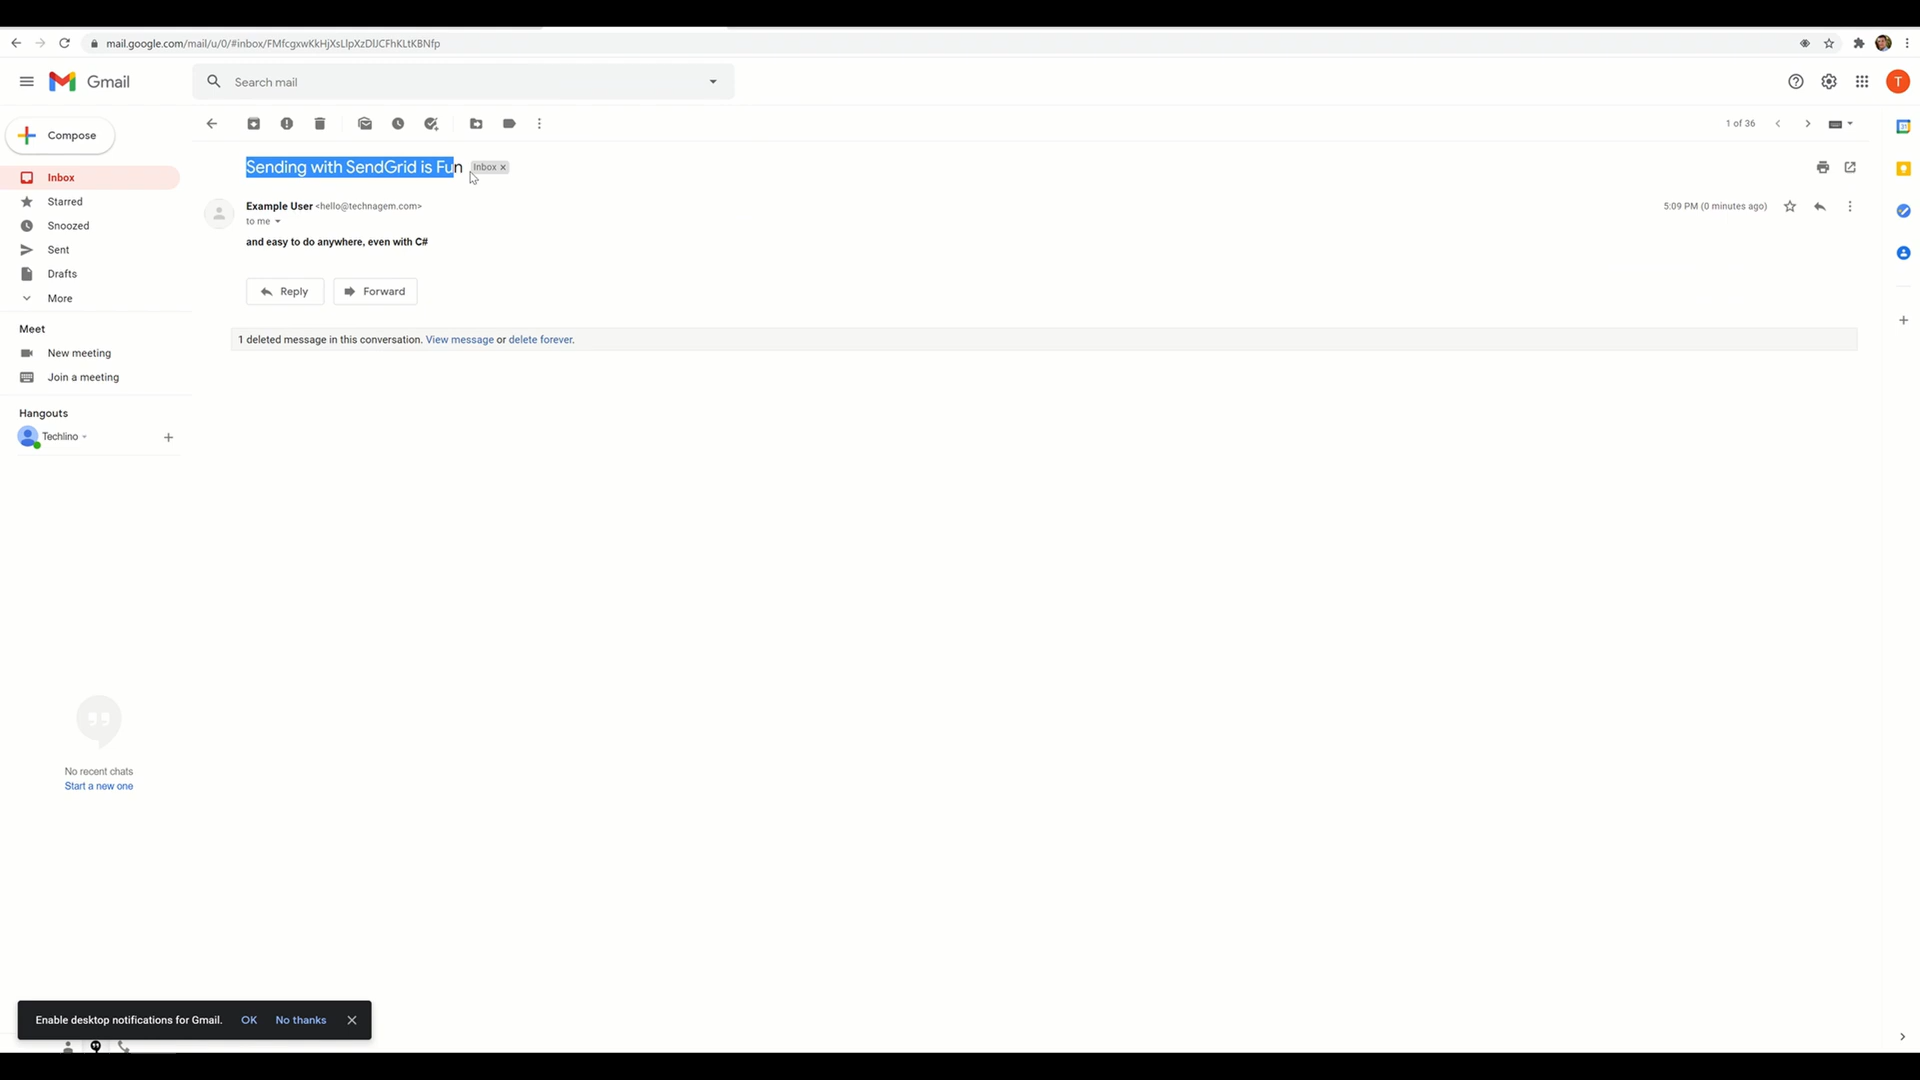 mail.google.com/mail/u/0/#inbox/FMfcgxwKkHjXsLlpXzDlJCFhKLtKBNfp
Gmail
Search mail
T
Compose
1 of 36
Sending with SendGrid is Fun Inbox x
Inbox
Starred
Snoozed
Sent
Drafts
More
Example User <hello@technagem.com>
5:09 PM (0 minutes ago)
to me
and easy to do anywhere, even with C#
Reply
Forward
1 deleted message in this conversation. View message or delete forever.
Meet
New meeting
Join a meeting
Hangouts
Techlino
No recent chats
Start a new one
Enable desktop notifications for Gmail. OK No thanks